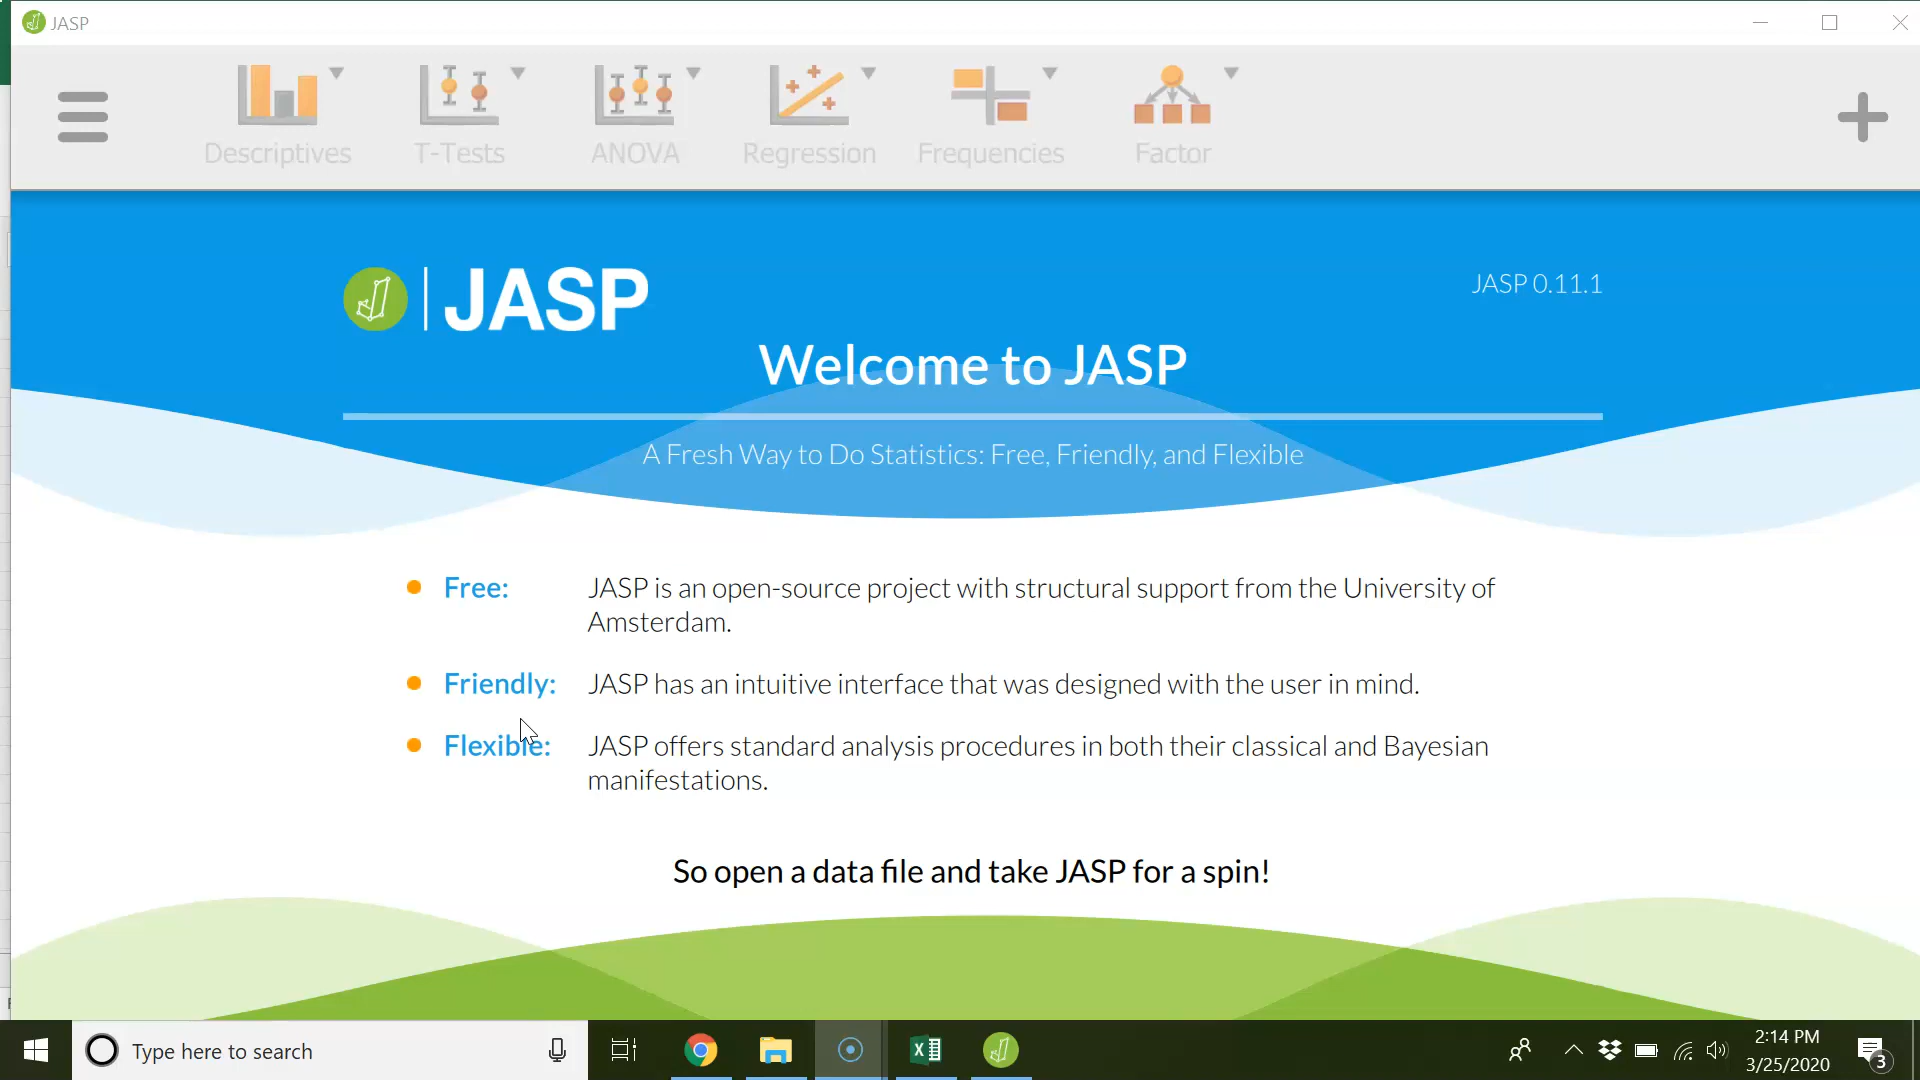 JASP
Descriptives
T-Tests
ANOVA
Regression
Frequencies
Factor
JASP
JASP 0.11.1
Welcome to JASP
A Fresh Way to Do Statistics: Free, Friendly, and Flexible
Free: JASP is an open-source project with structural support from the University of
Amsterdam.
Friendly: JASP has an intuitive interface that was designed with the user in mind.
Flexible: JASP offers standard analysis procedures in both their classical and Bayesian
manifestations.
So open a data file and take JASP for a spin!
Type here to search
2:14 PM
3/25/2020
3